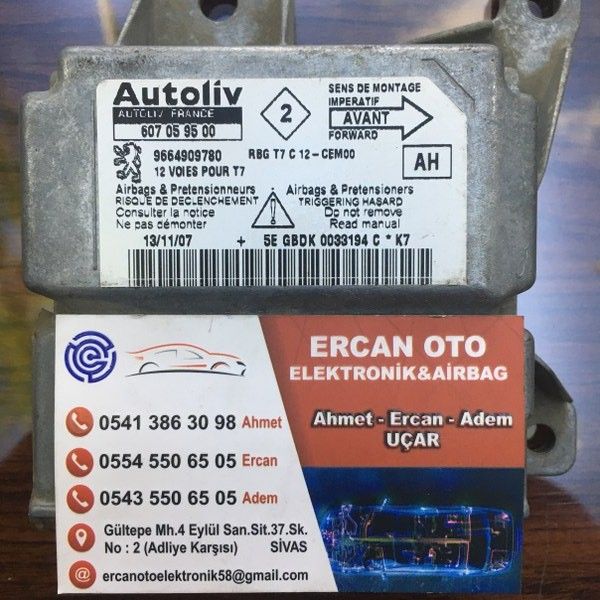 Autoliv
AUTOLIV FRANCE
607 05 95 00
2
SENS DE MONTAGE
IMPERATIF
AVANT
FORWARD
9664909780 RBG T7 C 12-CEM00
12 VOIES POUR T7
AH
Airbags & Pretensionneurs
RISQUE DE DECLENCHEMENT
Consulter la notice
Ne pas démonter
Airbags & Pretensioners
TRIGGERING HASARD
Do not remove
Read manual
13/11/07 + 5E GBDK 0033194 C * K7
ERCAN OTO
ELEKTRONİK&AİRBAG
Ahmet - Ercan - Adem
UÇAR
0541 386 30 98 Ahmet
0554 550 65 05 Ercan
0543 550 65 05 Adem
Gültepe Mh.4 Eylül San.Sit.37.Sk.
No : 2 (Adliye Karşısı) SİVAS
ercanotoelektronik58@gmail.com